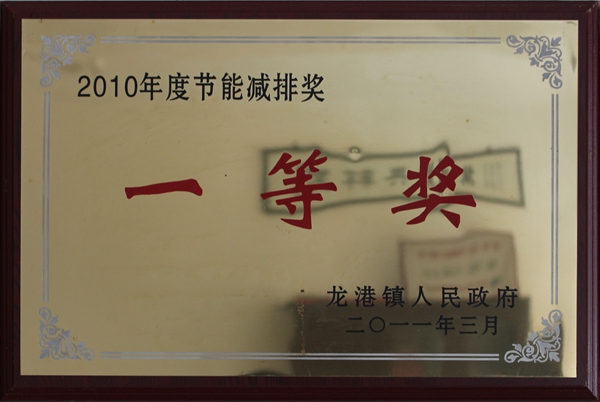 2010年度节能减排奖
一等奖
龙港镇人民政府
二〇一一年三月